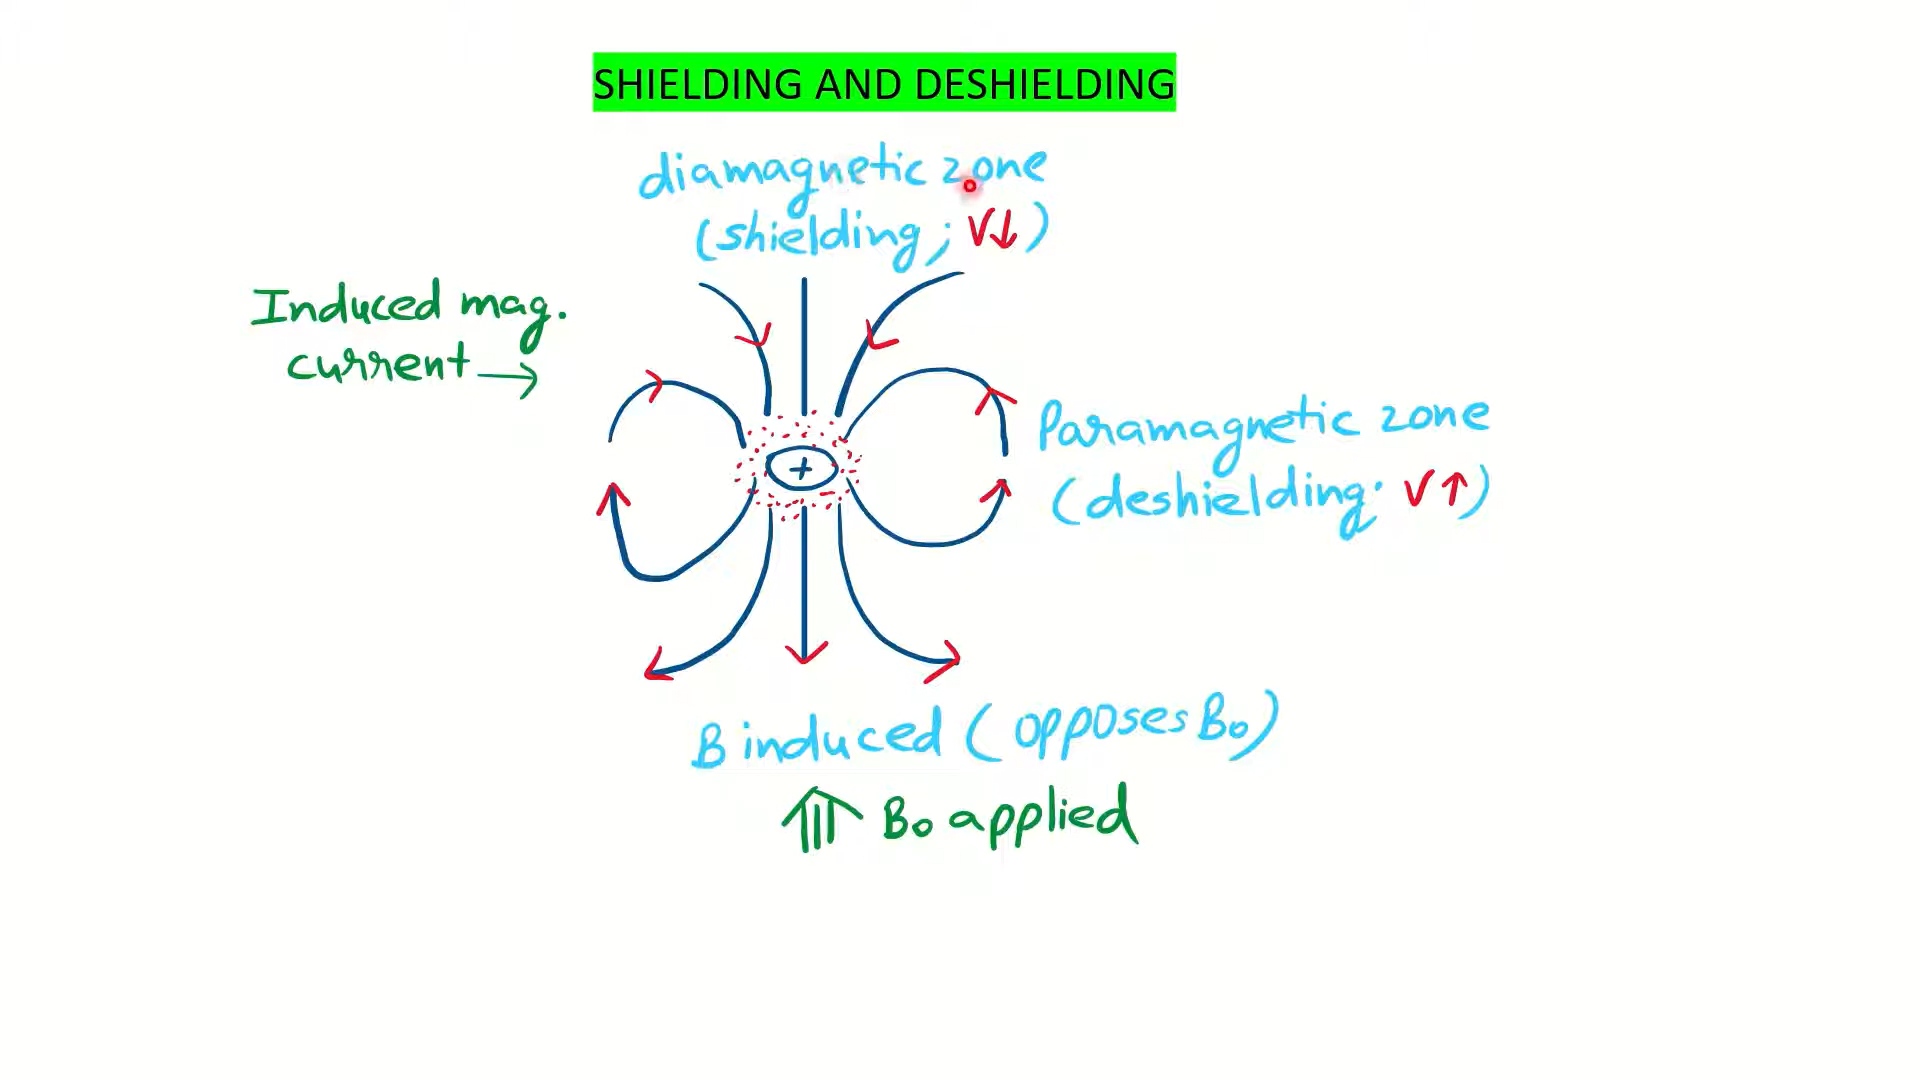 SHIELDING AND DESHIELDING
diamagnetic zone
(shielding; V↓)
Induced mag.
current →
+
Paramagnetic zone
(deshielding. V↑)
B induced (opposes B₀)
B₀ applied